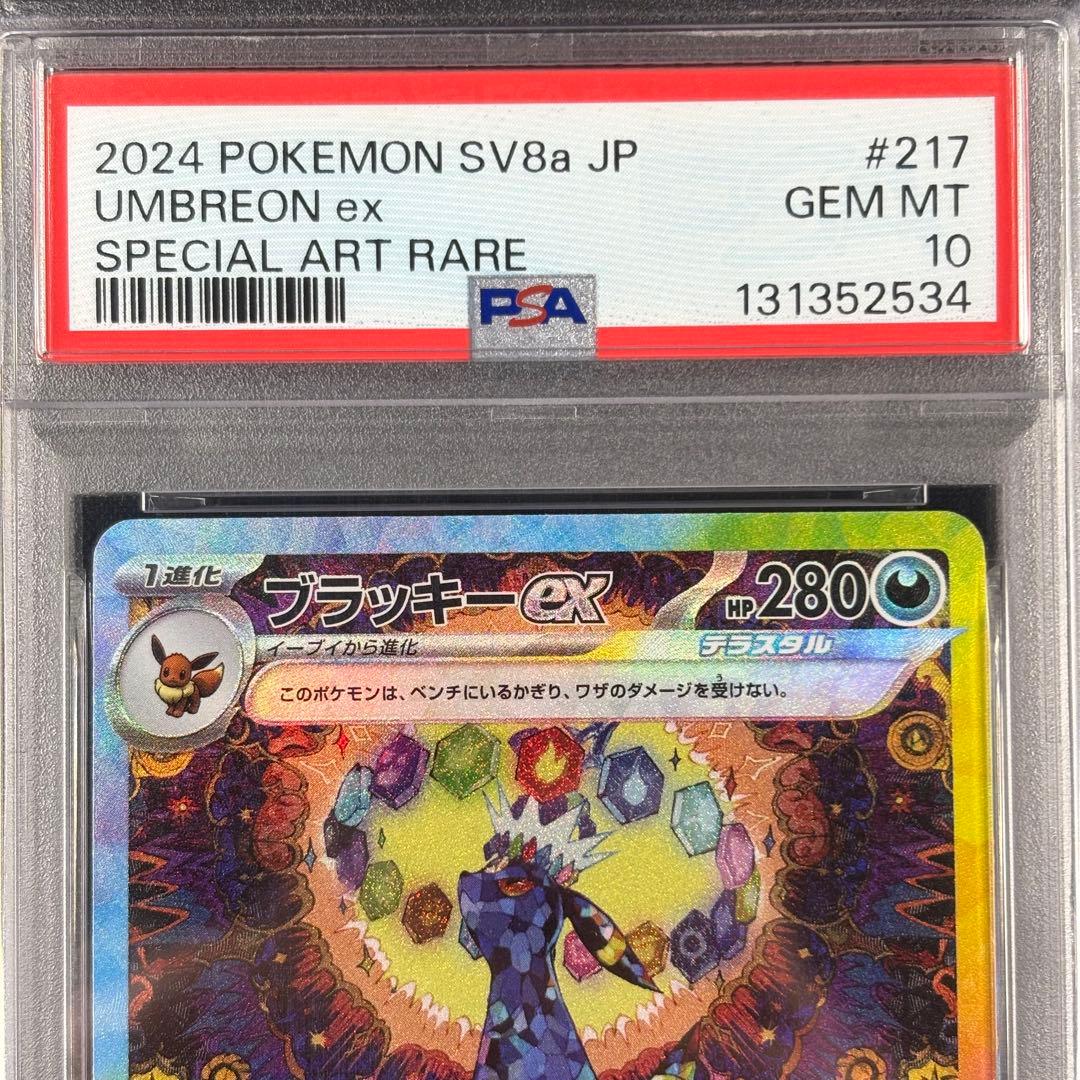 2024 POKEMON SV8a JP #217
UMBREON ex GEM MT
SPECIAL ART RARE 10
PSA 131352534
1進化 ブラッキーex HP280
イーブイから進化 テラスタル
このポケモンは、ベンチにいるかぎり、ワザのダメージを受けない。